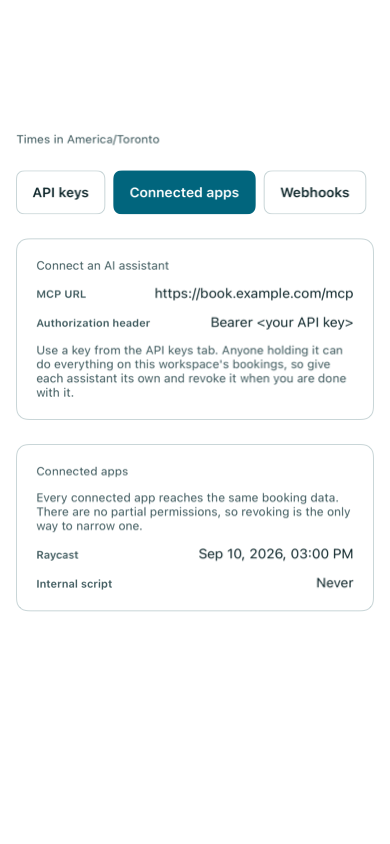 Times in America/Toronto
API keys
Connected apps
Webhooks
Connect an AI assistant
MCP URL https://book.example.com/mcp
Authorization header Bearer <your API key>
Use a key from the API keys tab. Anyone holding it can
do everything on this workspace's bookings, so give
each assistant its own and revoke it when you are done
with it.
Connected apps
Every connected app reaches the same booking data.
There are no partial permissions, so revoking is the only
way to narrow one.
Raycast Sep 10, 2026, 03:00 PM
Internal script Never